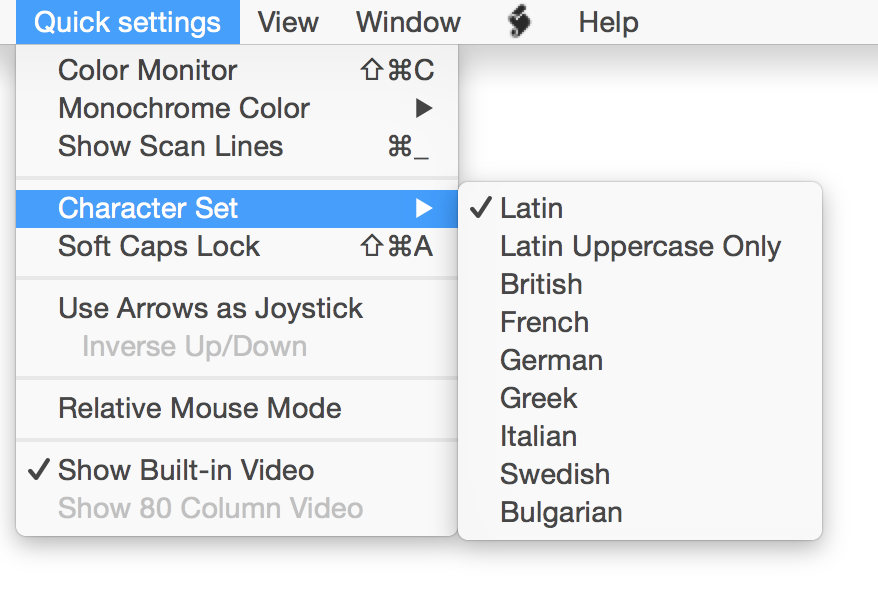 Quick settings View Window Help
Color Monitor ⇧⌘C
Monochrome Color ▶
Show Scan Lines ⌘_
Character Set ▶
Soft Caps Lock ⇧⌘A
Use Arrows as Joystick
Inverse Up/Down
Relative Mouse Mode
✓ Show Built-in Video
Show 80 Column Video
✓ Latin
Latin Uppercase Only
British
French
German
Greek
Italian
Swedish
Bulgarian